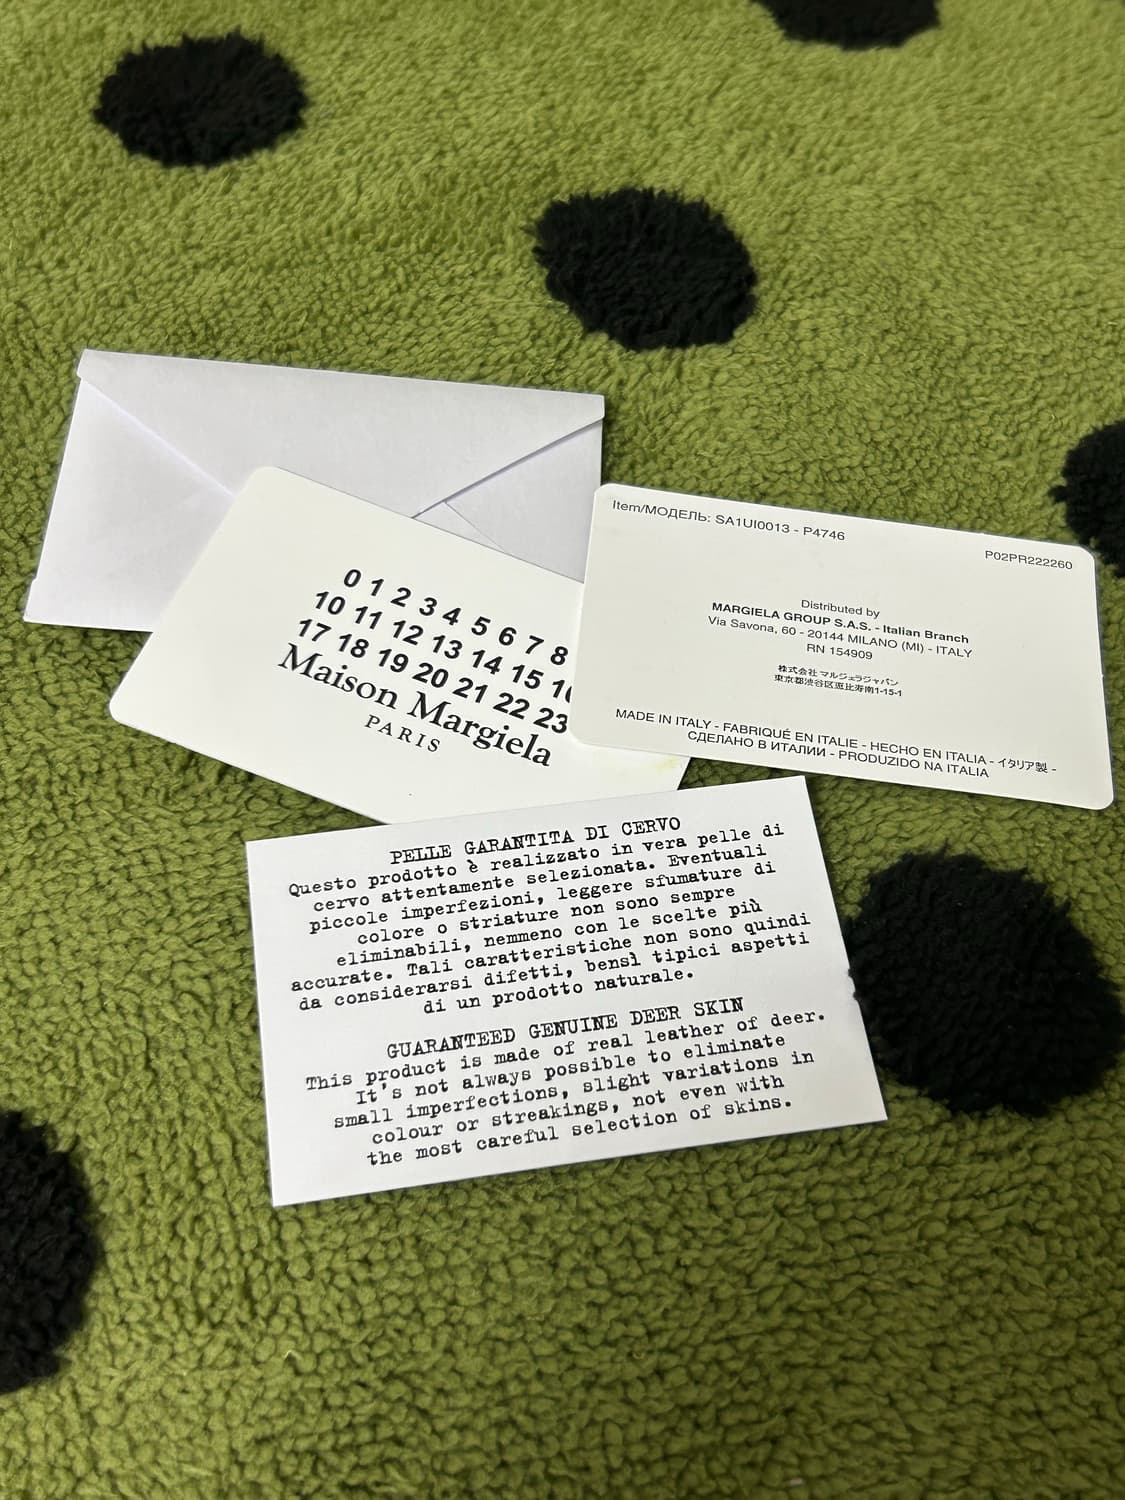 0 1 2 3 4 5 6 7 8
10 11 12 13 14 15
17 18 19 20 21 22 23
Maison Margiela
PARIS
Item/МОДЕЛЬ: SA1UI0013 - P4746
P02PR222260
Distributed by
MARGIELA GROUP S.A.S. - Italian Branch
Via Savona, 60 - 20144 MILANO (MI) - ITALY
RN 154909
株式会社 マルジェラジャパン
東京都渋谷区恵比寿南1-15-1
MADE IN ITALY - FABRIQUÉ EN ITALIE - HECHO EN ITALIA - イタリア製 -
СДЕЛАНО В ИТАЛИИ - PRODUZIDO NA ITALIA
PELLE GARANTITA DI CERVO
Questo prodotto è realizzato in vera pelle di
cervo attentamente selezionata. Eventuali
piccole imperfezioni, leggere sfumature di
colore o striature non sono sempre
eliminabili, nemmeno con le scelte più
accurate. Tali caratteristiche non sono quindi
da considerarsi difetti, bensì tipici aspetti
di un prodotto naturale.
GUARANTEED GENUINE DEER SKIN
This product is made of real leather of deer.
It's not always possible to eliminate
small imperfections, slight variations in
colour or streakings, not even with
the most careful selection of skins.